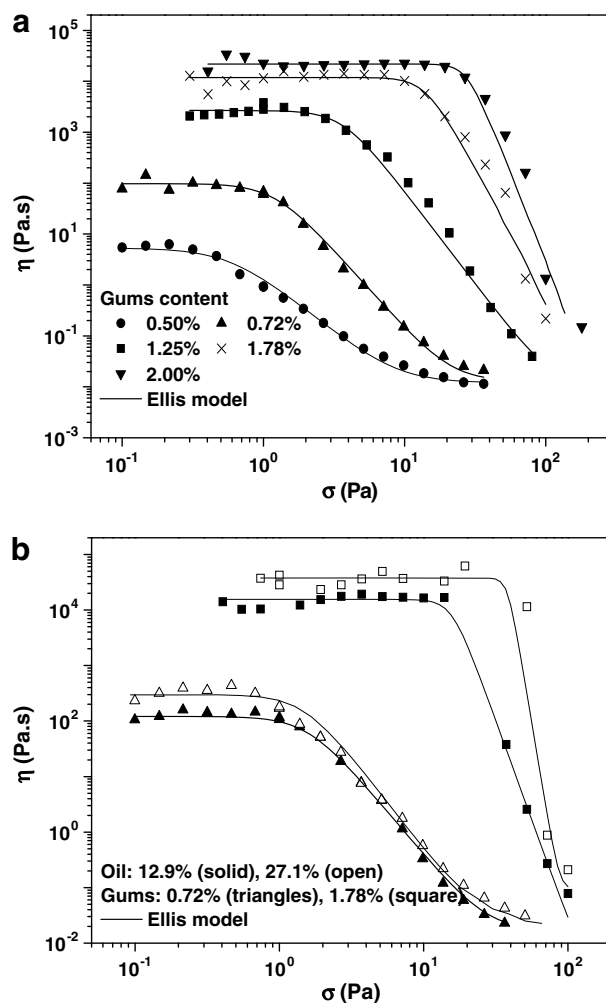 a
10^5
10^3
10^1
10^-1
10^-3
η (Pa.s)
Gums content
0.50%
0.72%
1.25%
1.78%
2.00%
Ellis model
10^-1
10^0
10^1
10^2
σ (Pa)
b
10^4
10^2
10^0
10^-2
η (Pa.s)
Oil: 12.9% (solid), 27.1% (open)
Gums: 0.72% (triangles), 1.78% (square
Ellis model
10^-1
10^0
10^1
10^2
σ (Pa)